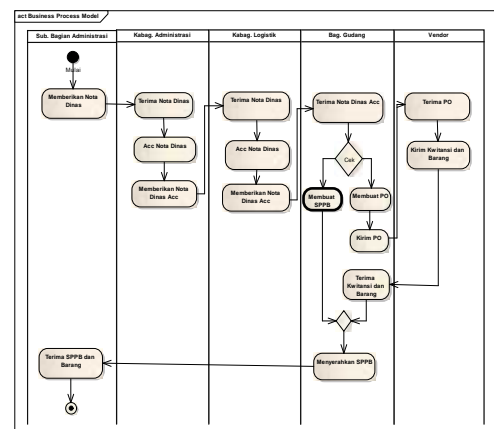 act Business Process Model
Sub. Bagian Administrasi
Kabag. Administrasi
Kabag. Logistik
Bag. Gudang
Vendor
Mulai
Memberikan Nota
Dinas
Terima Nota Dinas
Acc Nota Dinas
Memberikan Nota
Dinas Acc
Terima Nota Dinas
Acc Nota Dinas
Memberikan Nota
Dinas Acc
Terima Nota Dinas Acc
Cek
Membuat
SPPB
Membuat PO
Kirim PO
Terima PO
Kirim Kwitansi dan
Barang
Terima
Kwitansi dan
Barang
Menyerahkan SPPB
Terima SPPB dan
Barang